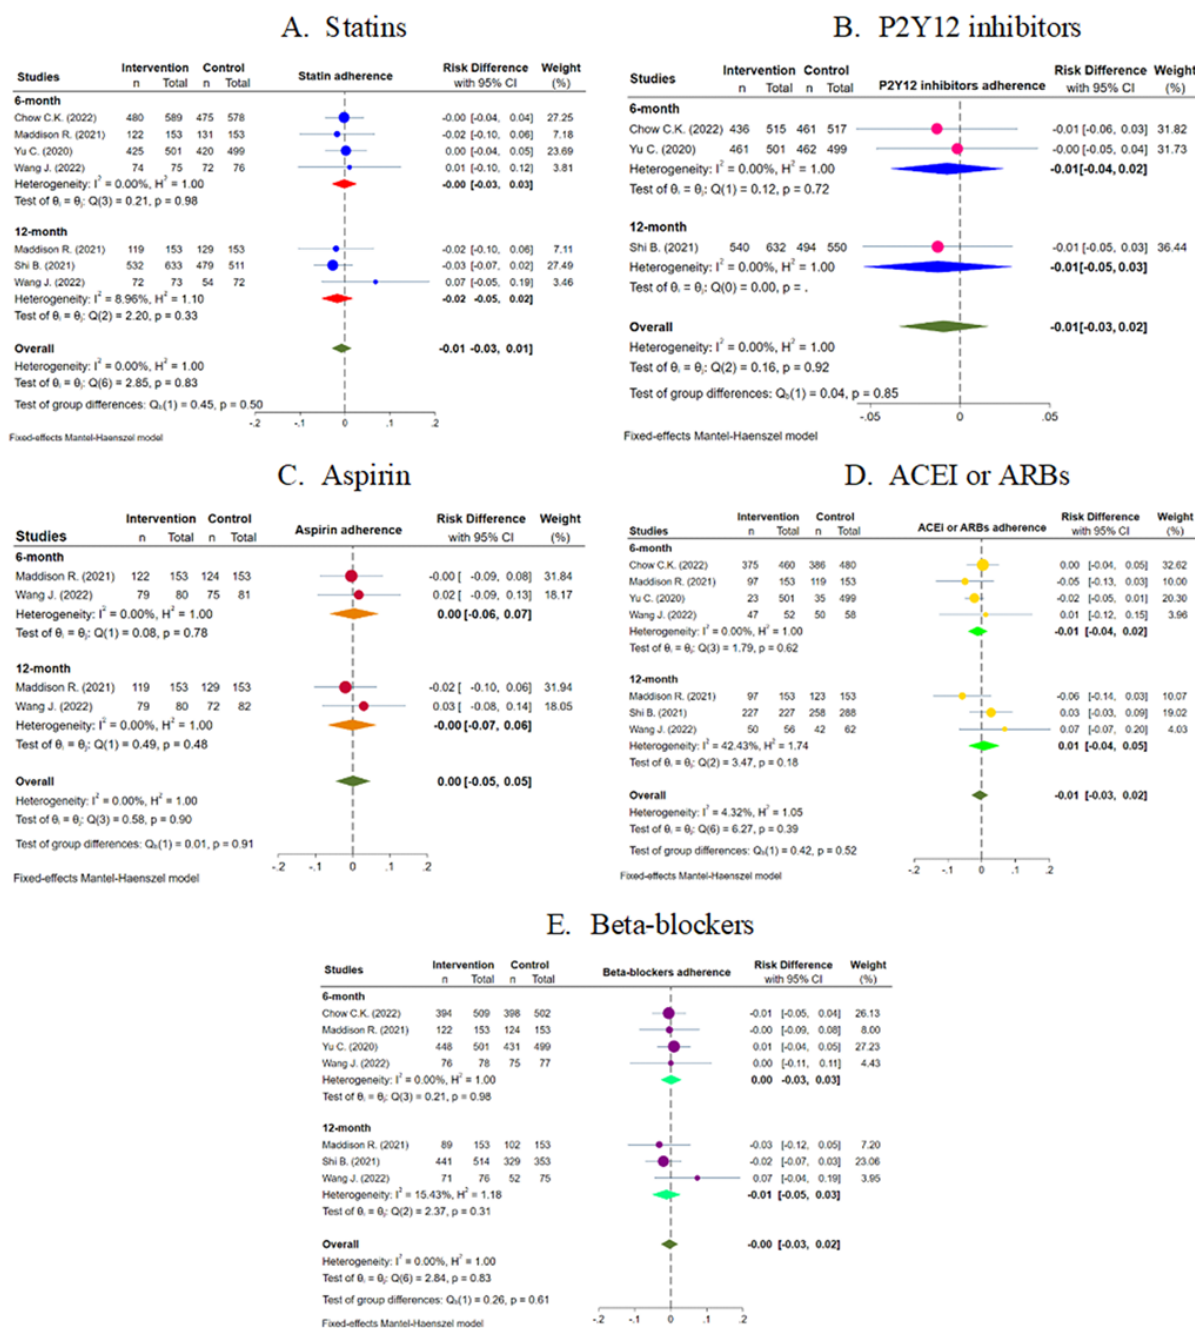 A. Statins
Intervention Control Risk Difference Weight
Studies n Total n Total Statin adherence with 95% CI (%)
6-month
Chow C.K. (2022) 480 589 475 578 -0.00 [-0.04, 0.04] 27.25
Maddison R. (2021) 122 153 131 153 -0.02 [-0.10, 0.06] 7.18
Yu C. (2020) 425 501 420 499 0.00 [-0.04, 0.05] 23.69
Wang J. (2022) 74 75 72 76 0.01 [-0.10, 0.12] 3.81
Heterogeneity: I² = 0.00%, H² = 1.00 -0.00 [-0.03, 0.03]
Test of θᵢ = θⱼ: Q(3) = 0.21, p = 0.98
12-month
Maddison R. (2021) 119 153 129 153 -0.02 [-0.10, 0.06] 7.11
Shi B. (2021) 532 633 479 511 -0.03 [-0.07, 0.02] 27.49
Wang J. (2022) 72 73 54 72 0.07 [-0.05, 0.19] 3.46
Heterogeneity: I² = 8.96%, H² = 1.10 -0.02 -0.05, 0.02]
Test of θᵢ = θⱼ: Q(2) = 2.20, p = 0.33
Overall -0.01 -0.03, 0.01]
Heterogeneity: I² = 0.00%, H² = 1.00
Test of θᵢ = θⱼ: Q(6) = 2.85, p = 0.83
Test of group differences: Q_b(1) = 0.45, p = 0.50
-.2 -.1 0 .1 .2
Fixed-effects Mantel-Haenszel model
B. P2Y12 inhibitors
Intervention Control Risk Difference Weight
Studies n Total n Total P2Y12 inhibitors adherence with 95% CI (%)
6-month
Chow C.K. (2022) 436 515 461 517 -0.01 [-0.06, 0.03] 31.82
Yu C. (2020) 461 501 462 499 -0.00 [-0.05, 0.04] 31.73
Heterogeneity: I² = 0.00%, H² = 1.00 -0.01[-0.04, 0.02]
Test of θᵢ = θⱼ: Q(1) = 0.12, p = 0.72
12-month
Shi B. (2021) 540 632 494 550 -0.01 [-0.05, 0.03] 36.44
Heterogeneity: I² = 0.00%, H² = 1.00 -0.01[-0.05, 0.03]
Test of θᵢ = θⱼ: Q(0) = 0.00, p = .
Overall -0.01[-0.03, 0.02]
Heterogeneity: I² = 0.00%, H² = 1.00
Test of θᵢ = θⱼ: Q(2) = 0.16, p = 0.92
Test of group differences: Q_b(1) = 0.04, p = 0.85
-.05 0 0.05
Fixed-effects Mantel-Haenszel model
C. Aspirin
Intervention Control Risk Difference Weight
Studies n Total n Total Aspirin adherence with 95% CI (%)
6-month
Maddison R. (2021) 122 153 124 153 -0.00 [ -0.09, 0.08] 31.84
Wang J. (2022) 79 80 75 81 0.02 [ -0.09, 0.13] 18.17
Heterogeneity: I² = 0.00%, H² = 1.00 0.00 [-0.06, 0.07]
Test of θᵢ = θⱼ: Q(1) = 0.08, p = 0.78
12-month
Maddison R. (2021) 119 153 129 153 -0.02 [ -0.10, 0.06] 31.94
Wang J. (2022) 79 80 72 82 0.03 [ -0.08, 0.14] 18.05
Heterogeneity: I² = 0.00%, H² = 1.00 -0.00 [-0.07, 0.06]
Test of θᵢ = θⱼ: Q(1) = 0.49, p = 0.48
Overall 0.00 [-0.05, 0.05]
Heterogeneity: I² = 0.00%, H² = 1.00
Test of θᵢ = θⱼ: Q(3) = 0.58, p = 0.90
Test of group differences: Q_b(1) = 0.01, p = 0.91
-.2 -.1 0 .1 .2
Fixed-effects Mantel-Haenszel model
D. ACEI or ARBs
Intervention Control Risk Difference Weight
Studies n Total n Total ACEi or ARBs adherence with 95% CI (%)
6-month
Chow C.K. (2022) 375 460 386 480 0.00 [-0.04, 0.05] 32.62
Maddison R. (2021) 97 153 119 153 -0.05 [-0.13, 0.03] 10.00
Yu C. (2020) 23 501 35 499 -0.02 [-0.05, 0.01] 20.30
Wang J. (2022) 47 52 50 58 0.01 [-0.12, 0.15] 3.96
Heterogeneity: I² = 0.00%, H² = 1.00 -0.01 [-0.04, 0.02]
Test of θᵢ = θⱼ: Q(3) = 1.79, p = 0.62
12-month
Maddison R. (2021) 97 153 123 153 -0.06 [-0.14, 0.03] 10.07
Shi B. (2021) 227 227 258 288 0.03 [-0.03, 0.09] 19.02
Wang J. (2022) 50 56 42 62 0.07 [-0.07, 0.20] 4.03
Heterogeneity: I² = 42.43%, H² = 1.74 0.01 [-0.04, 0.05]
Test of θᵢ = θⱼ: Q(2) = 3.47, p = 0.18
Overall -0.01 [-0.03, 0.02]
Heterogeneity: I² = 4.32%, H² = 1.05
Test of θᵢ = θⱼ: Q(6) = 6.27, p = 0.39
Test of group differences: Q_b(1) = 0.42, p = 0.52
-.2 -.1 0 .1 .2
Fixed-effects Mantel-Haenszel model
E. Beta-blockers
Intervention Control Risk Difference Weight
Studies n Total n Total Beta-blockers adherence with 95% CI (%)
6-month
Chow C.K. (2022) 394 509 398 502 -0.01 [-0.05, 0.04] 26.13
Maddison R. (2021) 122 153 124 153 -0.00 [-0.09, 0.08] 8.00
Yu C. (2020) 448 501 431 499 0.01 [-0.04, 0.05] 27.23
Wang J. (2022) 76 78 75 77 0.00 [-0.11, 0.11] 4.43
Heterogeneity: I² = 0.00%, H² = 1.00 0.00 -0.03, 0.03]
Test of θᵢ = θⱼ: Q(3) = 0.21, p = 0.98
12-month
Maddison R. (2021) 89 153 102 153 -0.03 [-0.12, 0.05] 7.20
Shi B. (2021) 441 514 329 353 -0.02 [-0.07, 0.03] 23.06
Wang J. (2022) 71 76 52 75 0.07 [-0.04, 0.19] 3.95
Heterogeneity: I² = 15.43%, H² = 1.18 -0.01 [-0.05, 0.03]
Test of θᵢ = θⱼ: Q(2) = 2.37, p = 0.31
Overall -0.00 [-0.03, 0.02]
Heterogeneity: I² = 0.00%, H² = 1.00
Test of θᵢ = θⱼ: Q(6) = 2.84, p = 0.83
Test of group differences: Q_b(1) = 0.26, p = 0.61
-.2 -.1 0 .1 .2
Fixed-effects Mantel-Haenszel model